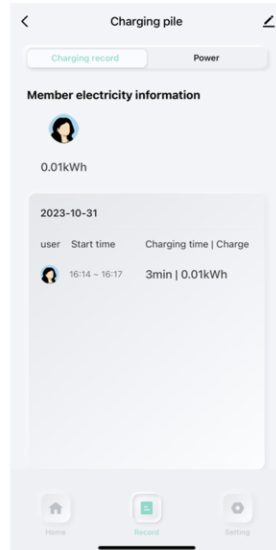 Charging pile
Charging record Power
Member electricity information
0.01kWh
2023-10-31
user Start time Charging time | Charge
16:14 ~ 16:17 3min | 0.01kWh
Home Record Setting